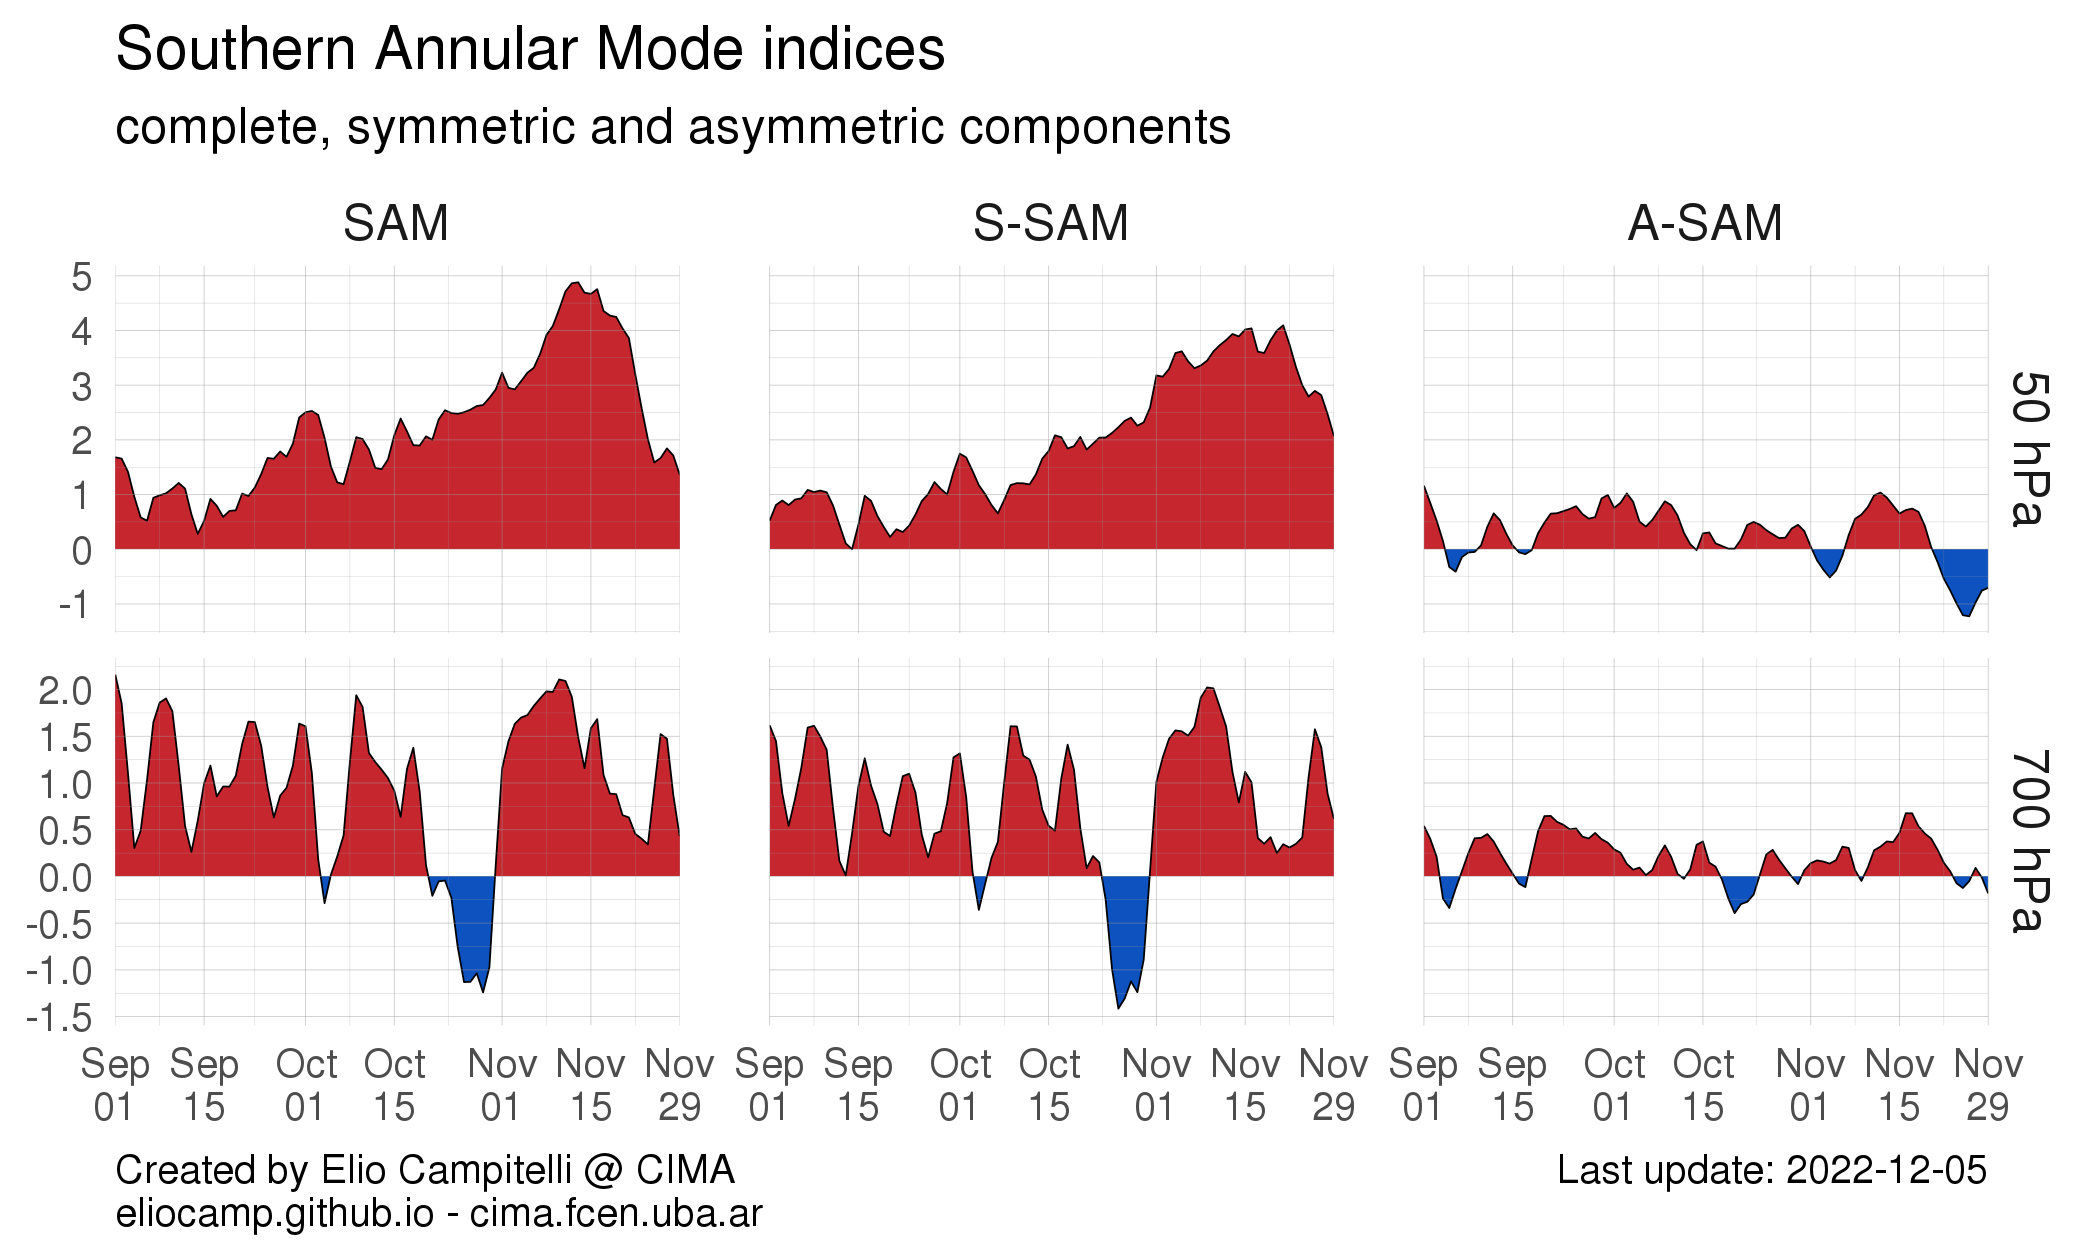 Southern Annular Mode indices
complete, symmetric and asymmetric components
SAM S-SAM A-SAM
5
4
3
2
1
0
-1
50 hPa
2.0
1.5
1.0
0.5
0.0
-0.5
-1.0
-1.5
700 hPa
Sep Sep Oct Oct Nov Nov Nov Sep Sep Oct Oct Nov Nov Nov Sep Sep Oct Oct Nov Nov Nov
01 15 01 15 01 15 29 01 15 01 15 01 15 29 01 15 01 15 01 15 29
Created by Elio Campitelli @ CIMA Last update: 2022-12-05
eliocamp.github.io - cima.fcen.uba.ar